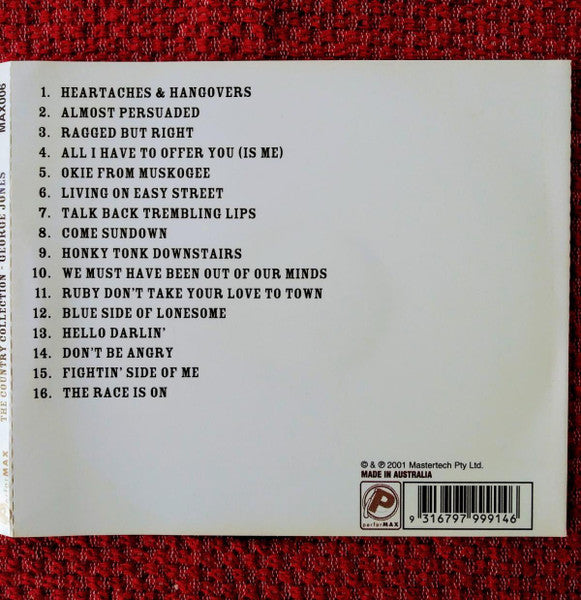 1. HEARTACHES & HANGOVERS
2. ALMOST PERSUADED
3. RAGGED BUT RIGHT
4. ALL I HAVE TO OFFER YOU (IS ME)
5. OKIE FROM MUSKOGEE
6. LIVING ON EASY STREET
7. TALK BACK TREMBLING LIPS
8. COME SUNDOWN
9. HONKY TONK DOWNSTAIRS
10. WE MUST HAVE BEEN OUT OF OUR MINDS
11. RUBY DON'T TAKE YOUR LOVE TO TOWN
12. BLUE SIDE OF LONESOME
13. HELLO DARLIN'
14. DON'T BE ANGRY
15. FIGHTIN' SIDE OF ME
16. THE RACE IS ON
© & ℗ 2001 Mastertech Pty Ltd.
MADE IN AUSTRALIA
P
perforMAX
9 316797 999146
MAX006
THE COUNTRY COLLECTION - GEORGE JONES
perforMAX